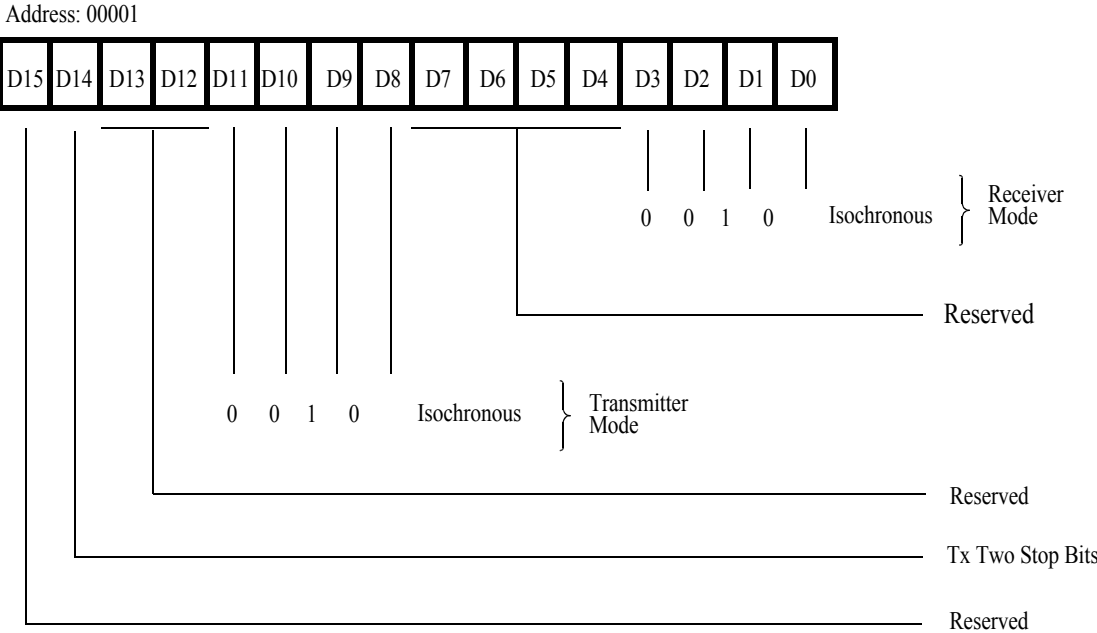 Address: 00001
D15 D14 D13 D12 D11 D10 D9 D8 D7 D6 D5 D4 D3 D2 D1 D0
0 0 1 0 Isochronous Receiver
Mode
Reserved
0 0 1 0 Isochronous Transmitter
Mode
Reserved
Tx Two Stop Bits
Reserved